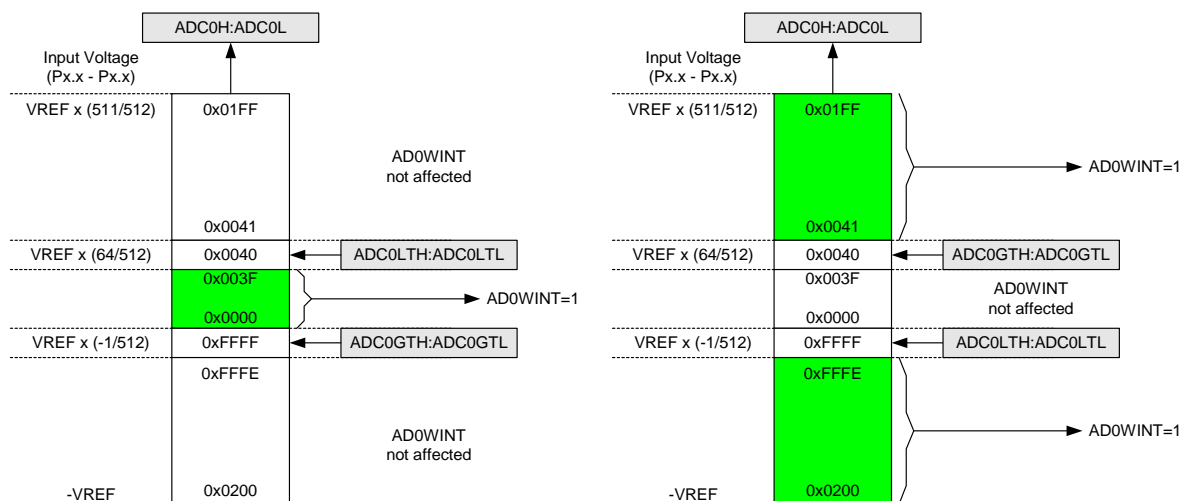 ADC0H:ADC0L
Input Voltage
(Px.x - Px.x)
VREF x (511/512)
0x01FF
AD0WINT
not affected
0x0041
VREF x (64/512)
0x0040
ADC0LTH:ADC0LTL
0x003F
AD0WINT=1
0x0000
VREF x (-1/512)
0xFFFF
ADC0GTH:ADC0GTL
0xFFFE
AD0WINT
not affected
-VREF
0x0200
ADC0H:ADC0L
Input Voltage
(Px.x - Px.x)
VREF x (511/512)
0x01FF
AD0WINT=1
0x0041
VREF x (64/512)
0x0040
ADC0GTH:ADC0GTL
0x003F
AD0WINT
not affected
0x0000
VREF x (-1/512)
0xFFFF
ADC0LTH:ADC0LTL
0xFFFE
AD0WINT=1
-VREF
0x0200